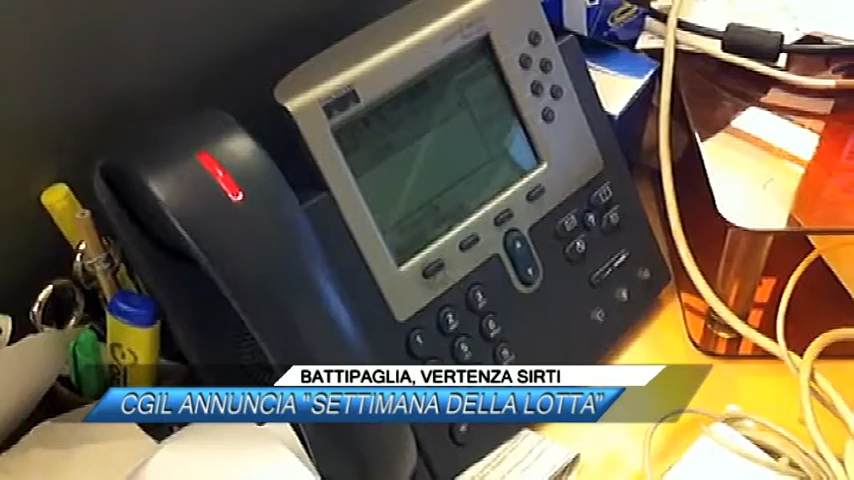 BATTIPAGLIA, VERTENZA SIRTI
CGIL ANNUNCIA "SETTIMANA DELLA LOTTA"